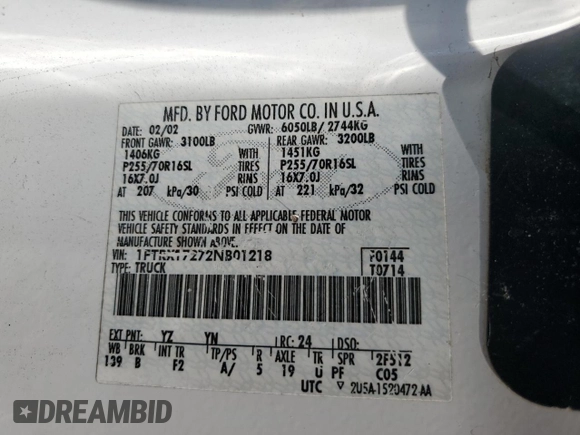 MFD. BY FORD MOTOR CO. IN U.S.A.
DATE: 02/02 GVWR: 6050LB/ 2744KG
FRONT GAWR: 3100LB REAR GAWR: 3200LB
1406KG WITH 1451KG WITH
P255/70R16SL TIRES P255/70R16SL TIRES
16X7.0J RINS 16X7.0J RINS
AT 207 kPa/30 PSI COLD AT 221 kPa/32 PSI COLD
THIS VEHICLE CONFORMS TO ALL APPLICABLE FEDERAL MOTOR
VEHICLE SAFETY STANDARDS IN EFFECT ON THE DATE OF
MANUFACTURE SHOWN ABOVE.
VIN: 1FTRX17272NB01218 F0144
TYPE: TRUCK T0714
EXT PNT: YZ YN RC: 24 DSO:
WB BRK INT TR TP/PS R AXLE TR SPR 2F512
139 B F2 A/ 5 19 U PF C05
UTC 2U5A-1520472 AA
DREAMBID